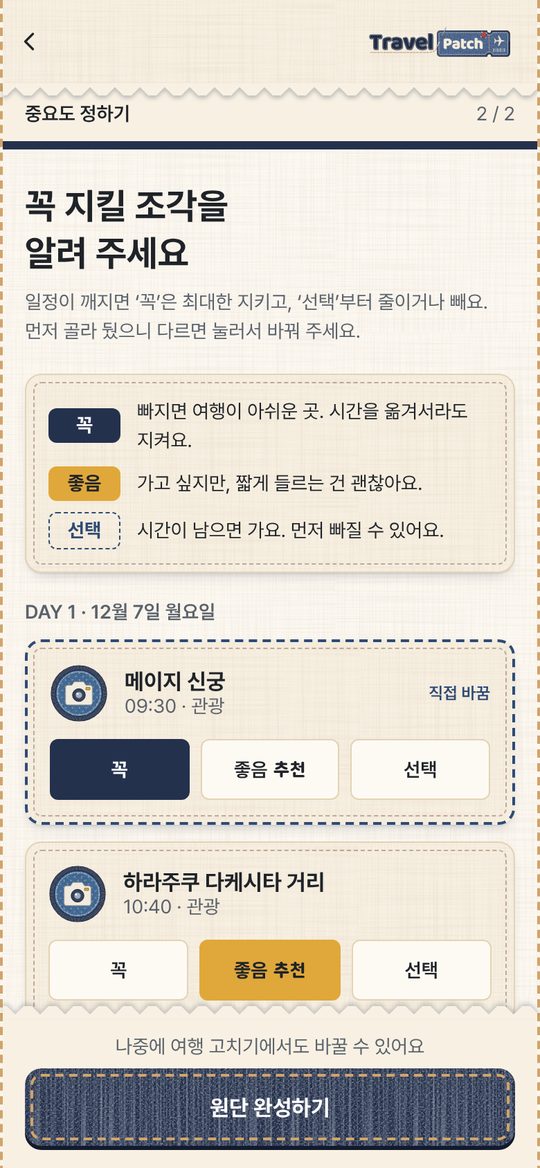 Travel Patch
중요도 정하기
2 / 2
꼭 지킬 조각을
알려 주세요
일정이 깨지면 ‘꼭’은 최대한 지키고, ‘선택’부터 줄이거나 빼요.
먼저 골라 뒀으니 다르면 눌러서 바꿔 주세요.
꼭
빠지면 여행이 아쉬운 곳. 시간을 옮겨서라도
지켜요.
좋음
가고 싶지만, 짧게 들르는 건 괜찮아요.
선택
시간이 남으면 가요. 먼저 빠질 수 있어요.
DAY 1 · 12월 7일 월요일
메이지 신궁
09:30 · 관광
직접 바꿈
꼭
좋음 추천
선택
하라주쿠 다케시타 거리
10:40 · 관광
꼭
좋음 추천
선택
나중에 여행 고치기에서도 바꿀 수 있어요
원단 완성하기